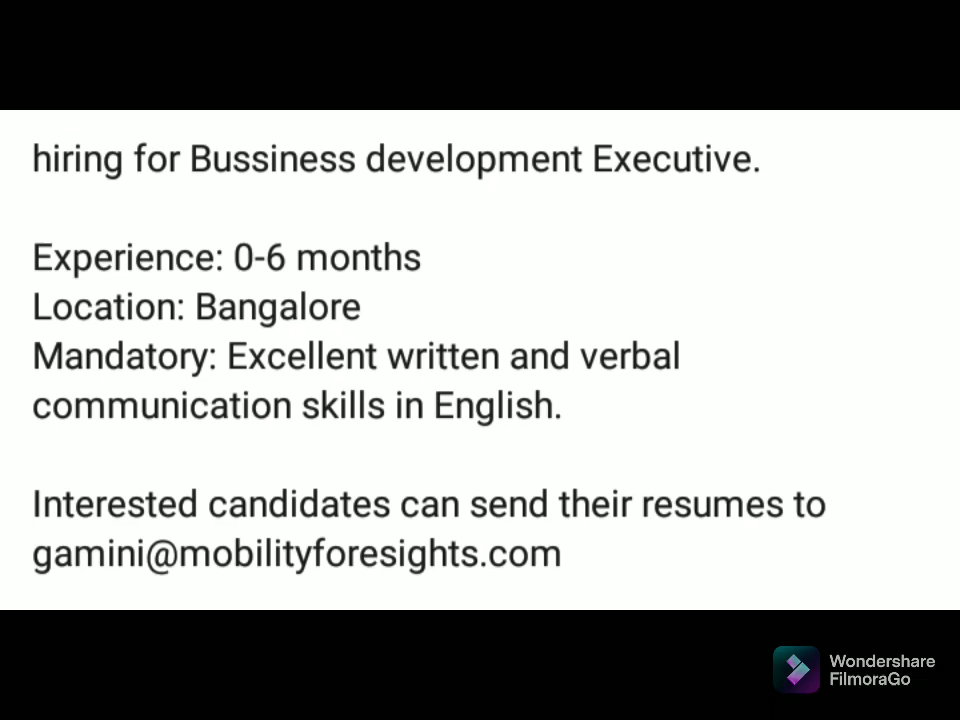 hiring for Bussiness development Executive.
Experience: 0-6 months
Location: Bangalore
Mandatory: Excellent written and verbal
communication skills in English.
Interested candidates can send their resumes to
gamini@mobilityforesights.com
Wondershare
FilmoraGo